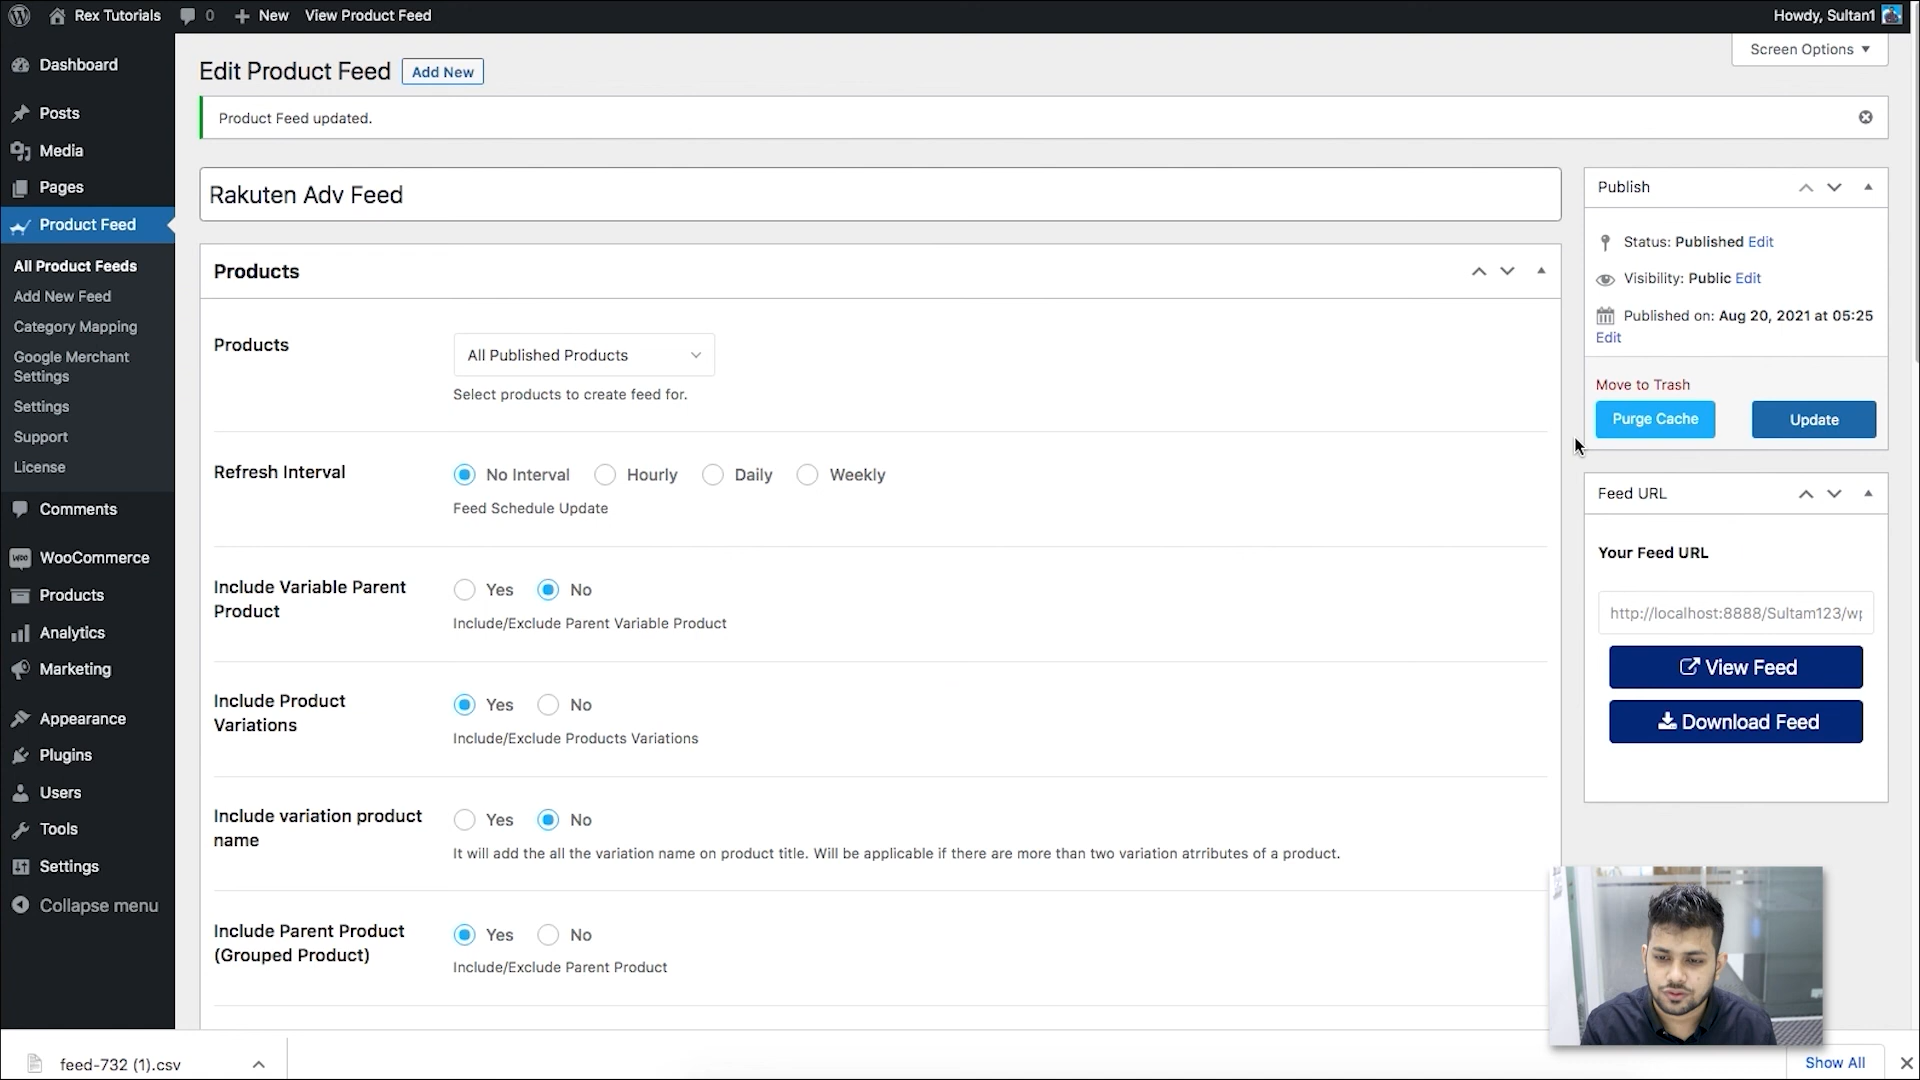 Rex Tutorials
0
New
View Product Feed
Howdy, Sultan1
Screen Options
Dashboard
Posts
Media
Pages
Product Feed
All Product Feeds
Add New Feed
Category Mapping
Google Merchant
Settings
Settings
Support
License
Comments
WooCommerce
Products
Analytics
Marketing
Appearance
Plugins
Users
Tools
Settings
Collapse menu
Edit Product Feed
Add New
Product Feed updated.
Rakuten Adv Feed
Products
Products
All Published Products
Select products to create feed for.
Refresh Interval
No Interval
Hourly
Daily
Weekly
Feed Schedule Update
Include Variable Parent
Product
Yes
No
Include/Exclude Parent Variable Product
Include Product
Variations
Yes
No
Include/Exclude Products Variations
Include variation product
name
Yes
No
It will add the all the variation name on product title. Will be applicable if there are more than two variation atrributes of a product.
Include Parent Product
(Grouped Product)
Yes
No
Include/Exclude Parent Product
Publish
Status: Published Edit
Visibility: Public Edit
Published on: Aug 20, 2021 at 05:25
Edit
Move to Trash
Purge Cache
Update
Feed URL
Your Feed URL
http://localhost:8888/Sultam123/wp
View Feed
Download Feed
feed-732 (1).csv
Show All